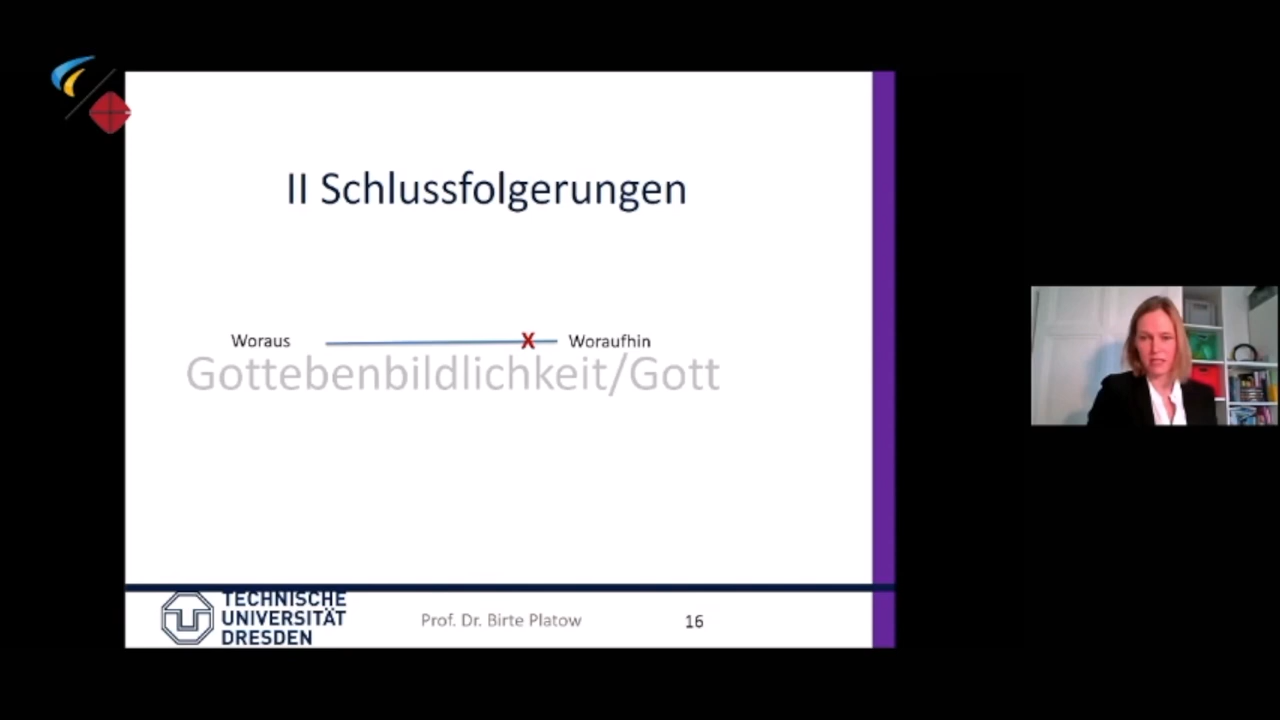 II Schlussfolgerungen
Woraus X Woraufhin
Gottebenbildlichkeit/Gott
TECHNISCHE
UNIVERSITÄT
DRESDEN
Prof. Dr. Birte Platow
16